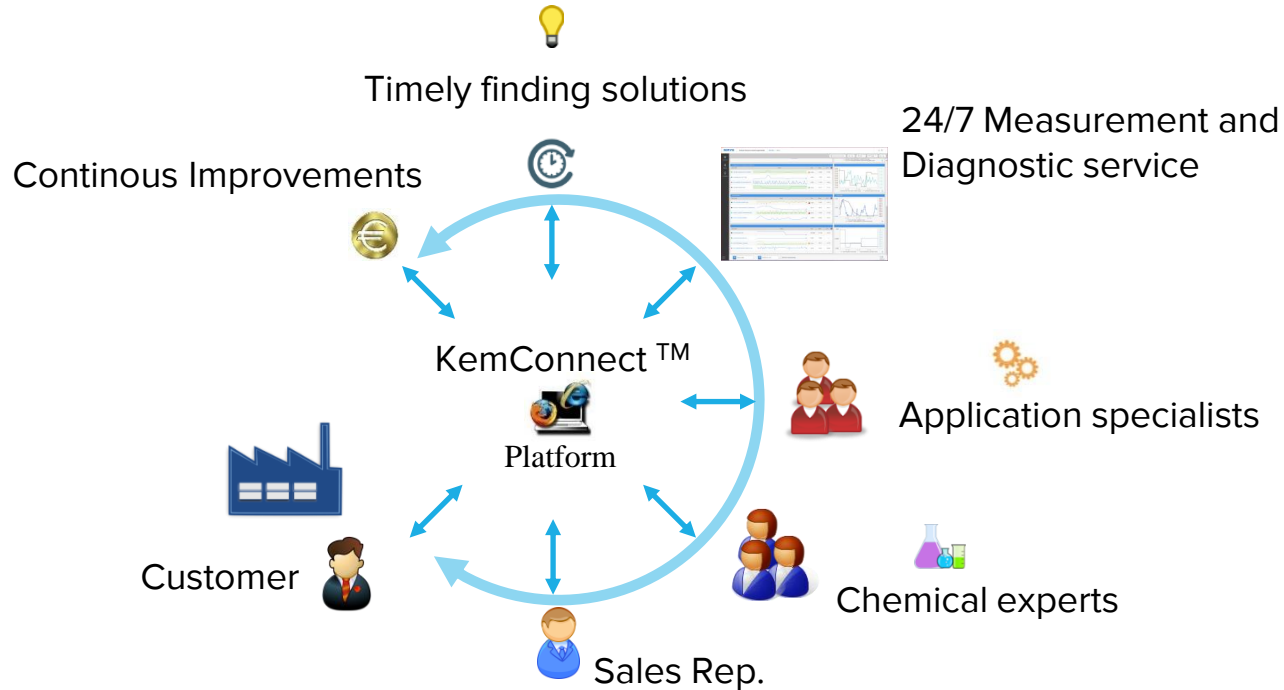 Timely finding solutions
24/7 Measurement and
Diagnostic service
Continous Improvements
KemConnect TM
Platform
Application specialists
Customer
Chemical experts
Sales Rep.